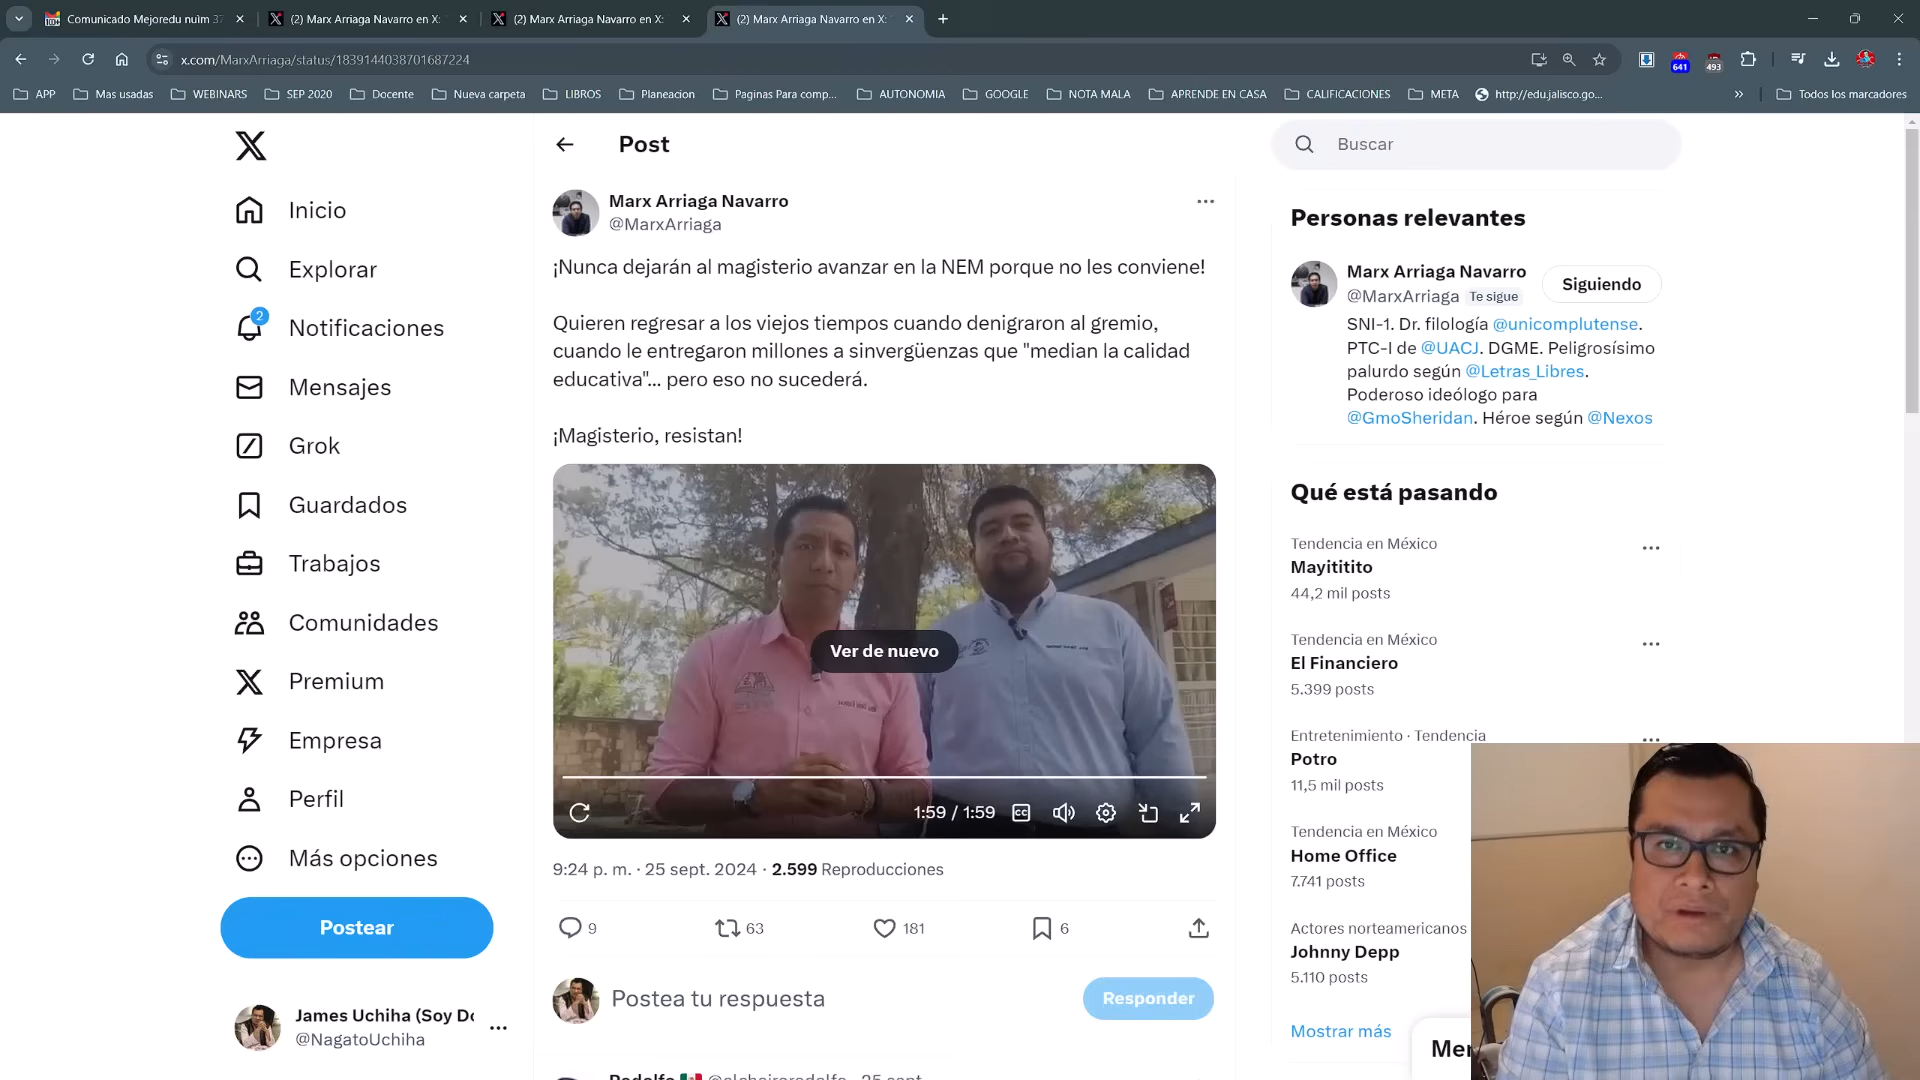 Comunicado Mejoredu nuìm 37
(2) Marx Arriaga Navarro en X:
(2) Marx Arriaga Navarro en X:
(2) Marx Arriaga Navarro en X:
x.com/MarxArriaga/status/1839144038701687224
641
493
APP
Mas usadas
WEBINARS
SEP 2020
Docente
Nueva carpeta
LIBROS
Planeacion
Paginas Para comp...
AUTONOMIA
GOOGLE
NOTA MALA
APRENDE EN CASA
CALIFICACIONES
META
http://edu.jalisco.go...
Todos los marcadores
Inicio
Explorar
2
Notificaciones
Mensajes
Grok
Guardados
Trabajos
Comunidades
Premium
Empresa
Perfil
Más opciones
Postear
James Uchiha (Soy Do
@NagatoUchiha
Post
Marx Arriaga Navarro
@MarxArriaga
¡Nunca dejarán al magisterio avanzar en la NEM porque no les conviene!
Quieren regresar a los viejos tiempos cuando denigraron al gremio,
cuando le entregaron millones a sinvergüenzas que "median la calidad
educativa"... pero eso no sucederá.
¡Magisterio, resistan!
Ver de nuevo
1:59 / 1:59
CC
9:24 p. m. · 25 sept. 2024 · 2.599 Reproducciones
9
63
181
6
Postea tu respuesta
Responder
Rodolfo
Buscar
Personas relevantes
Marx Arriaga Navarro
@MarxArriaga Te sigue
Siguiendo
SNI-1. Dr. filología @unicomplutense.
PTC-I de @UACJ. DGME. Peligrosísimo
palurdo según @Letras_Libres.
Poderoso ideólogo para
@GmoSheridan. Héroe según @Nexos
Qué está pasando
Tendencia en México
Mayititito
44,2 mil posts
Tendencia en México
El Financiero
5.399 posts
Entretenimiento · Tendencia
Potro
11,5 mil posts
Tendencia en México
Home Office
7.741 posts
Actores norteamericanos
Johnny Depp
5.110 posts
Mostrar más